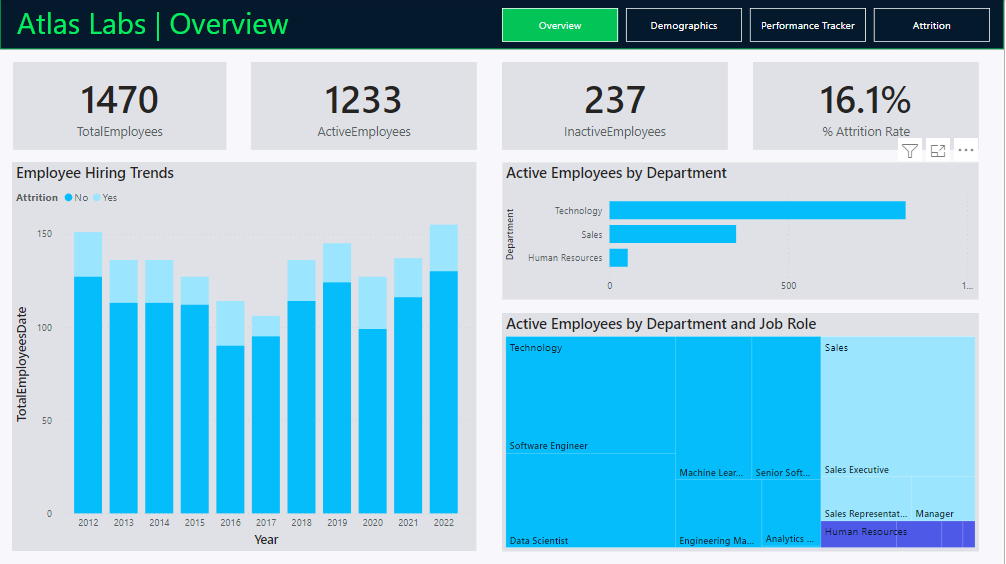 Atlas Labs | Overview
Overview
Demographics
Performance Tracker
Attrition
1470
TotalEmployees
1233
ActiveEmployees
237
InactiveEmployees
16.1%
% Attrition Rate
Employee Hiring Trends
Attrition No Yes
TotalEmployeesDate
150
100
50
0
2012 2013 2014 2015 2016 2017 2018 2019 2020 2021 2022
Year
Active Employees by Department
Department
Technology
Sales
Human Resources
0 500 1...
Active Employees by Department and Job Role
Technology
Software Engineer
Data Scientist
Machine Lear...
Senior Soft...
Engineering Ma...
Analytics ...
Sales
Sales Executive
Sales Representat...
Manager
Human Resources